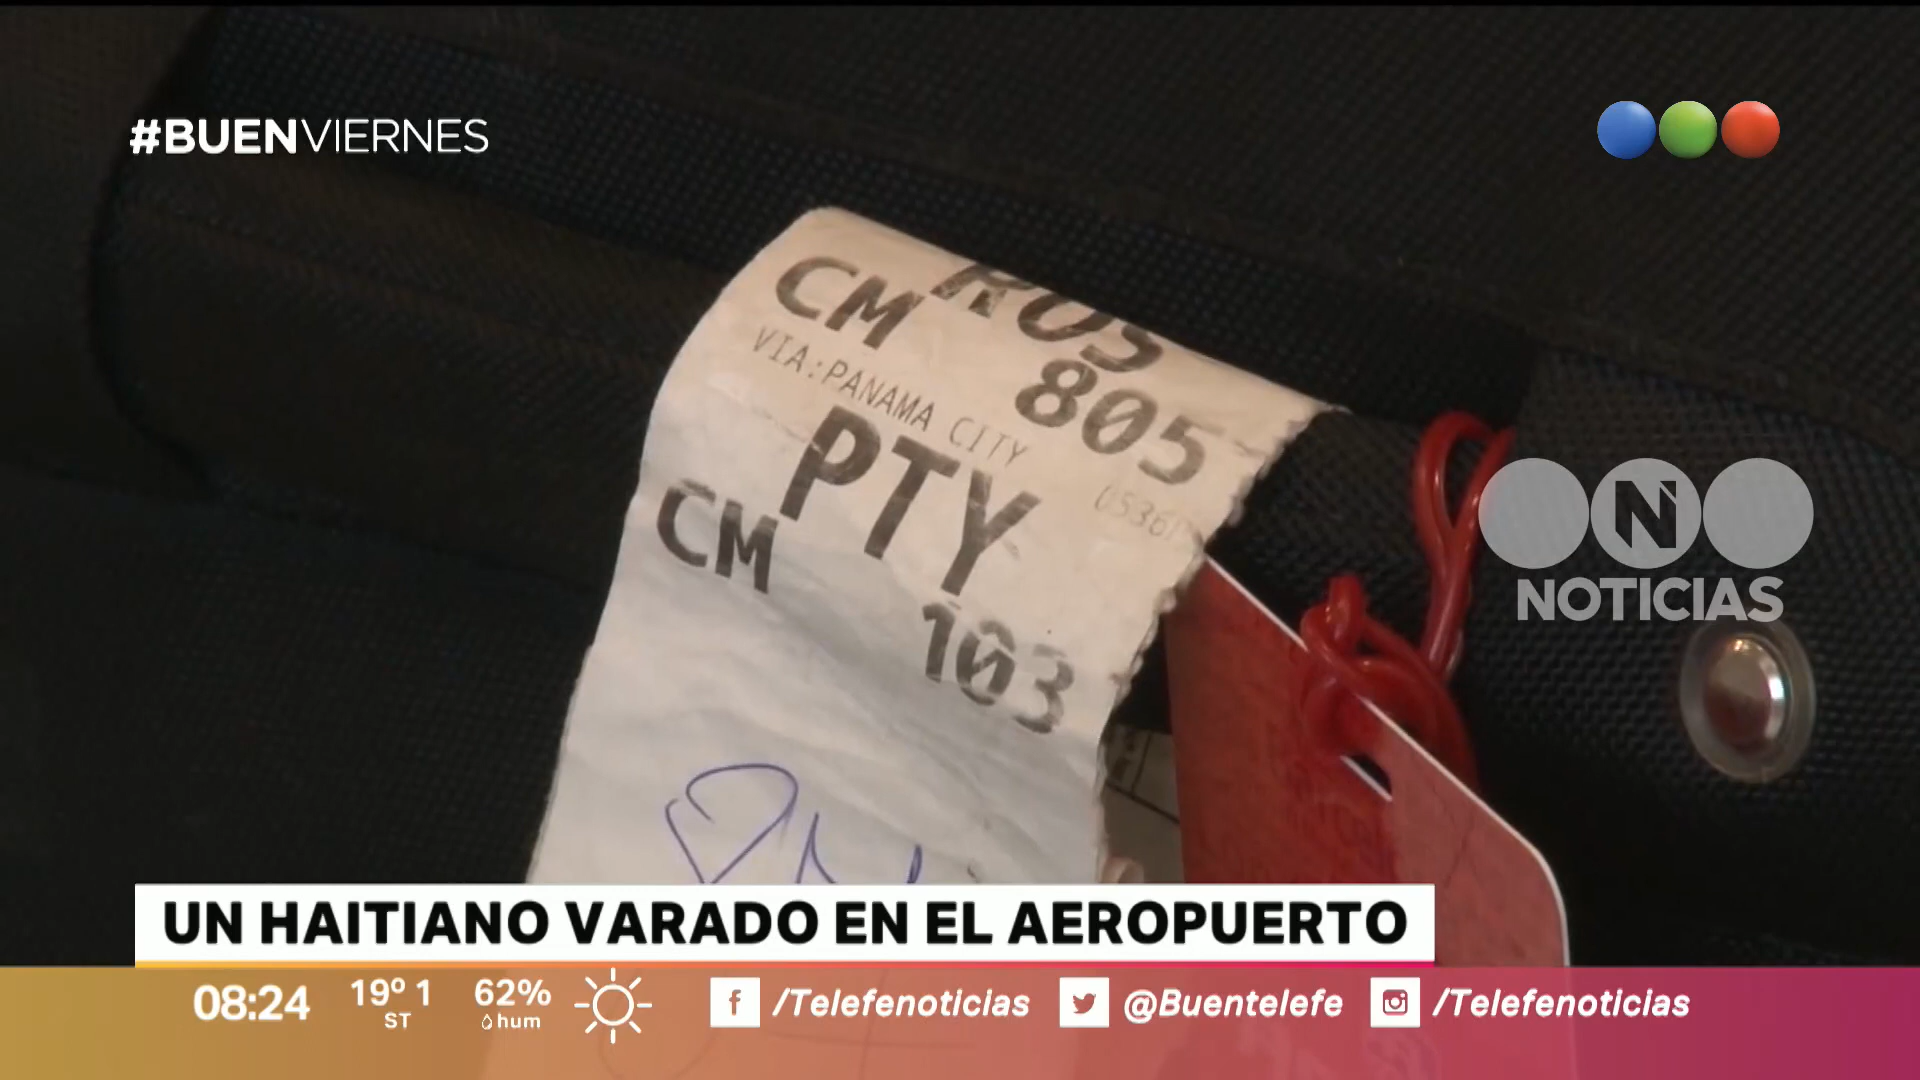 #BUENVIERNES
ROS
CM 805
VIA:PANAMA CITY
PTY
CM 103
N
NOTICIAS
UN HAITIANO VARADO EN EL AEROPUERTO
08:24 19º 1 ST 62% hum /Telefenoticias @Buentelefe /Telefenoticias